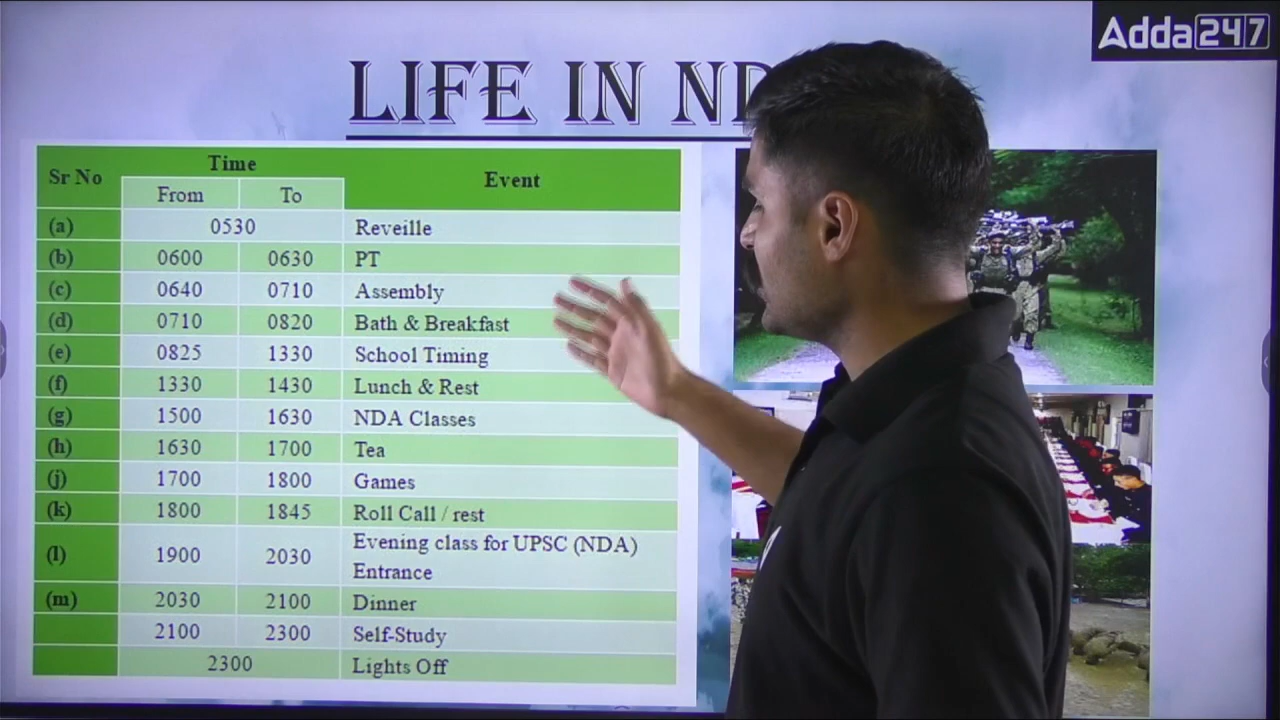 Adda247
LIFE IN ND
Sr No Time Event
From To
(a) 0530 Reveille
(b) 0600 0630 PT
(c) 0640 0710 Assembly
(d) 0710 0820 Bath & Breakfast
(e) 0825 1330 School Timing
(f) 1330 1430 Lunch & Rest
(g) 1500 1630 NDA Classes
(h) 1630 1700 Tea
(j) 1700 1800 Games
(k) 1800 1845 Roll Call / rest
(l) 1900 2030 Evening class for UPSC (NDA)
Entrance
(m) 2030 2100 Dinner
2100 2300 Self-Study
2300 Lights Off